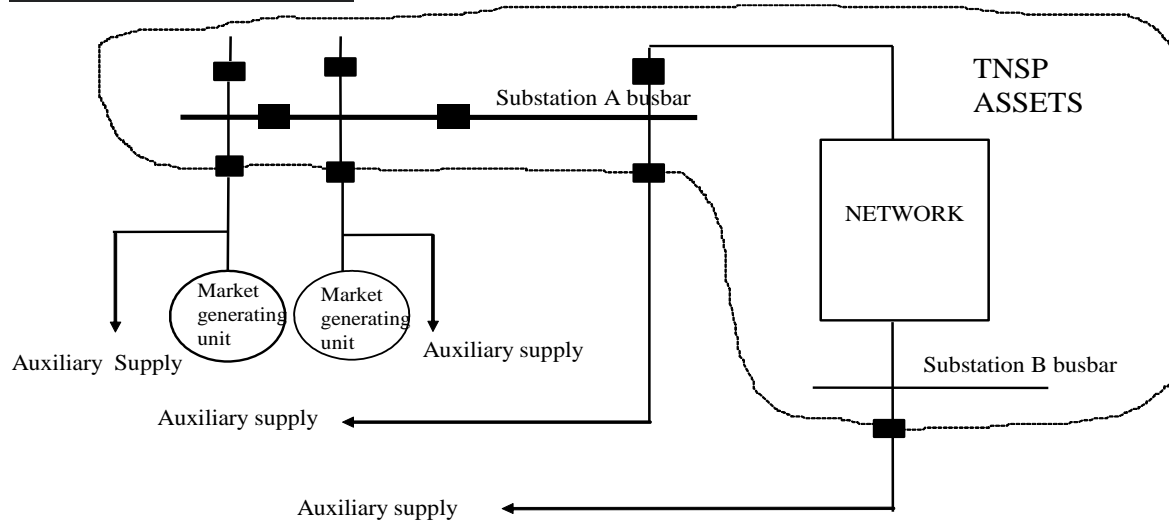 TNSP
ASSETS
Substation A busbar
NETWORK
Market
generating
unit
Market
generating
unit
Auxiliary Supply
Auxiliary supply
Substation B busbar
Auxiliary supply
Auxiliary supply